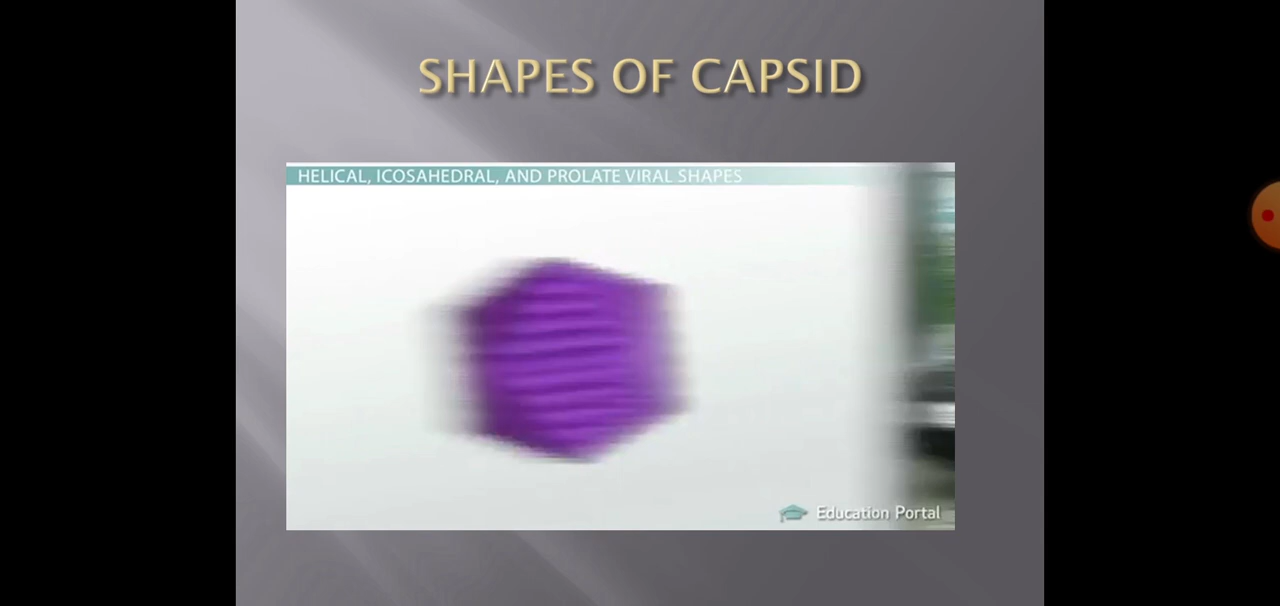 SHAPES OF CAPSID
HELICAL, ICOSAHEDRAL, AND PROLATE VIRAL SHAPES
Education Portal